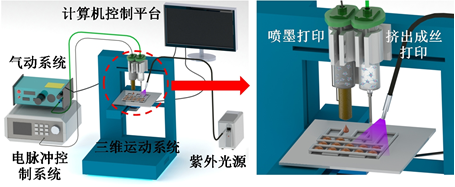 计算机控制平台
气动系统
电脉冲控
制系统
三维运动系统
紫外光源
喷墨打印
挤出成丝
打印